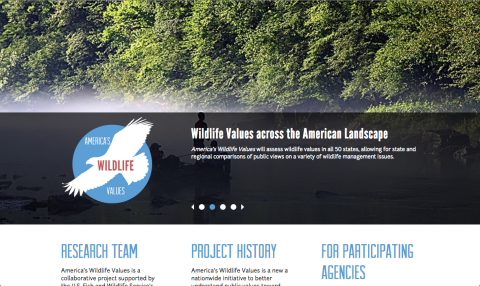 Wildlife Values across the American Landscape
America's Wildlife Values will assess wildlife values in all 50 states, allowing for state and
regional comparisons of public views on a variety of wildlife management issues.
AMERICA'S
WILDLIFE
VALUES
RESEARCH TEAM
America's Wildlife Values is a
collaborative project supported by
the U.S. Fish and Wildlife Service's
PROJECT HISTORY
America's Wildlife Values is a new a
nationwide initiative to better
understand public values toward
FOR PARTICIPATING
AGENCIES